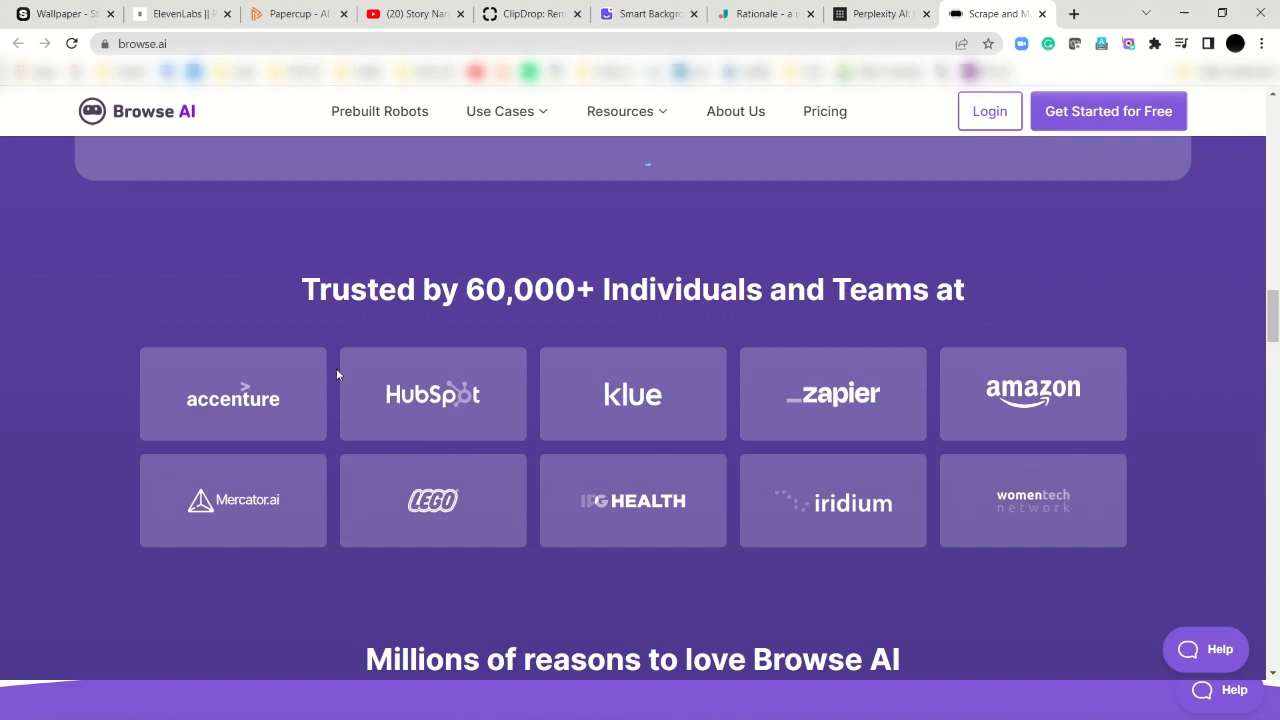 Wallpaper - St
ElevenLabs || P
Papercup - AI
(20) Story Nar
ClipDrop: Rem
Smart Backgro
Rationale - a n
Perplexity AI:
Scrape and M
browse.ai
Browse AI
Prebuilt Robots
Use Cases
Resources
About Us
Pricing
Login
Get Started for Free
Trusted by 60,000+ Individuals and Teams at
accenture
HubSpot
klue
_zapier
amazon
Mercator.ai
LEGO
IPG HEALTH
iridium
womentech
network
Millions of reasons to love Browse AI
Help
Help